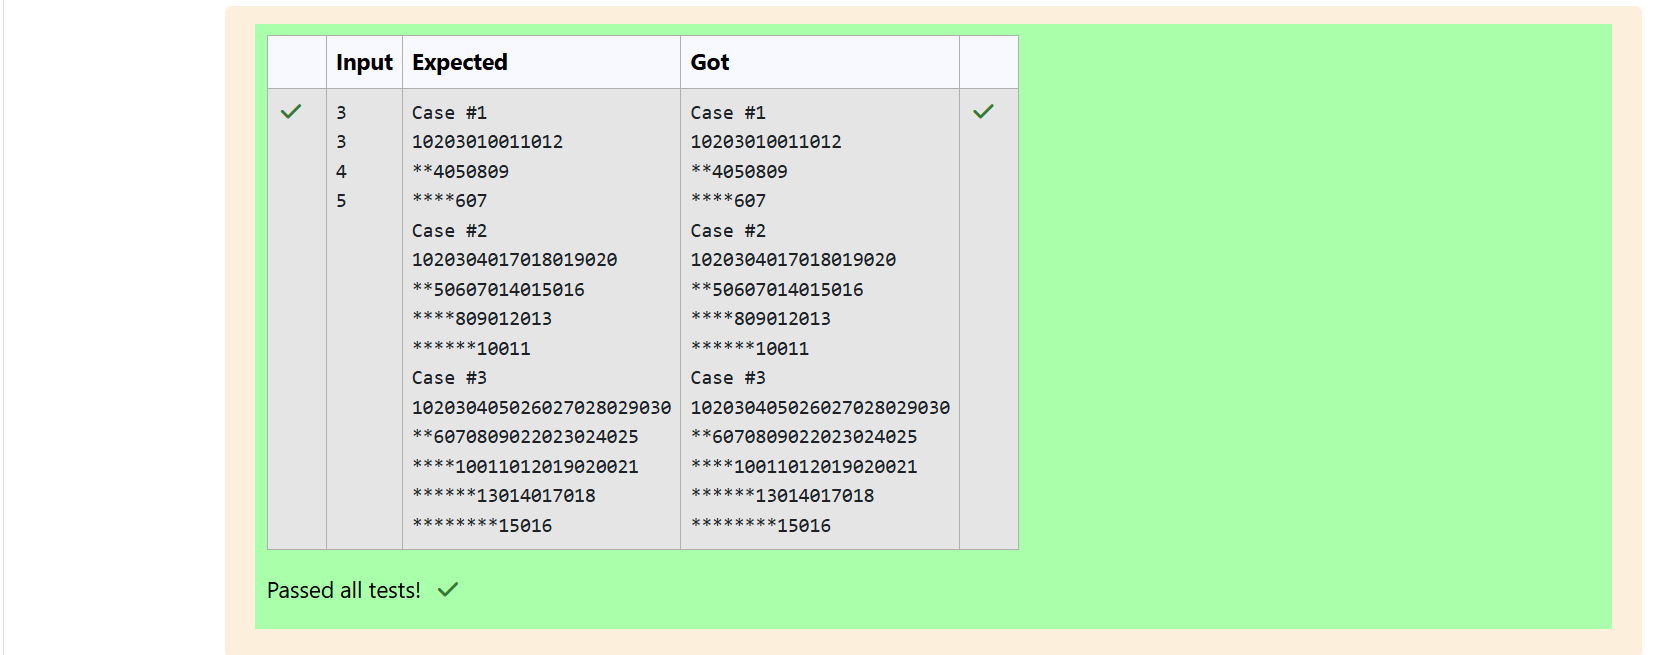 Input Expected Got
3 Case #1 Case #1
3 10203010011012 10203010011012
4 **4050809 **4050809
5 ****607 ****607
Case #2 Case #2
1020304017018019020 1020304017018019020
**50607014015016 **50607014015016
****809012013 ****809012013
******10011 ******10011
Case #3 Case #3
102030405026027028029030 102030405026027028029030
**6070809022023024025 **6070809022023024025
****10011012019020021 ****10011012019020021
******13014017018 ******13014017018
********15016 ********15016
Passed all tests!